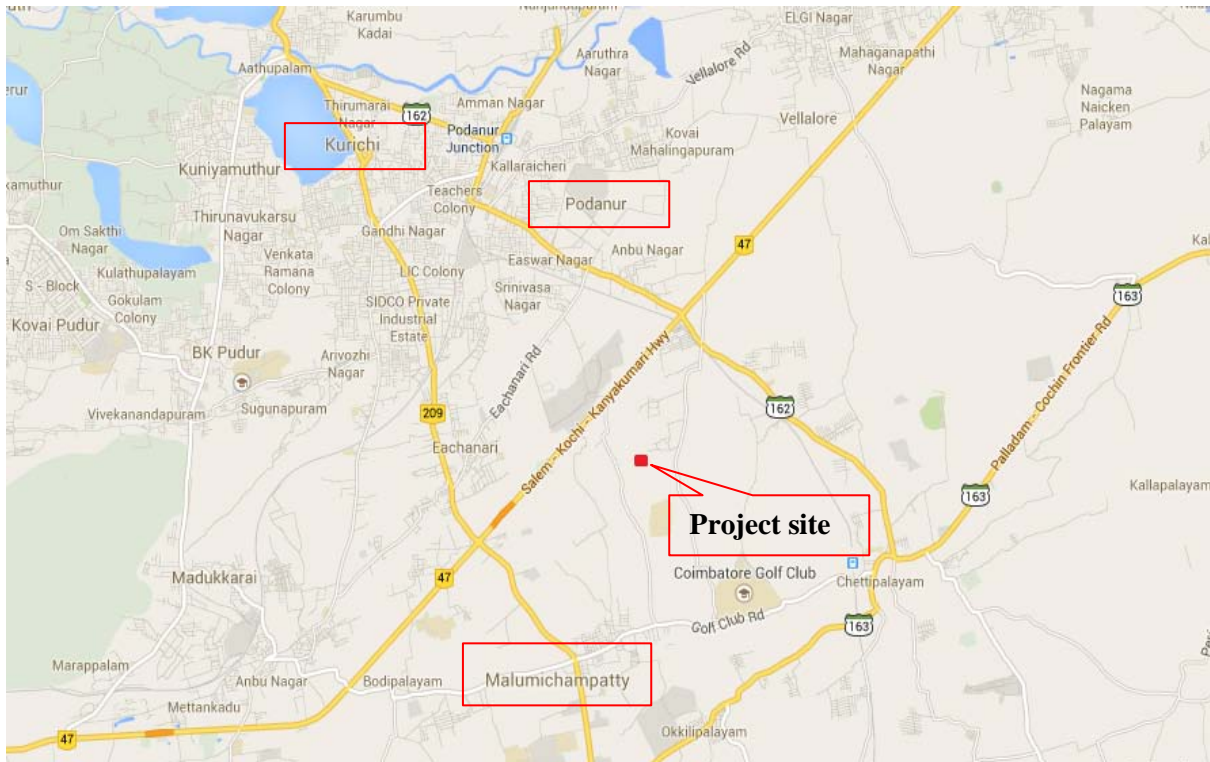 Karumbu
Kadai
Nanjundapuram
ELGI Nagar
Aathupalam
Aaruthra
Nagar
Vellalore Rd
Mahaganapathi
Nagar
Thirumarai
Nagar
162
Amman Nagar
Podanur
Junction
Vellalore
Nagama
Naicken
Palayam
Kurichi
Kovai
Mahalingapuram
Kuniyamuthur
Kallaraicheri
kamuthur
Teachers
Colony
Podanur
Thirunavukarsu
Nagar
Gandhi Nagar
Om Sakthi
Nagar
47
Anbu Nagar
Venkata
Ramana
Colony
LIC Colony
Easwar Nagar
Kulathupalayam
S - Block
Gokulam
Colony
Srinivasa
Nagar
SIDCO Private
Industrial
Estate
163
Kovai Pudur
BK Pudur
Arivozhi
Nagar
Eachanari Rd
Salem - Kochi - Kanyakumari Hwy
Palladam - Cochin Frontier Rd
Vivekanandapuram
Sugunapuram
209
162
Eachanari
163
Kallapalayam
Project site
Madukkarai
47
Coimbatore Golf Club
Chettipalayam
Golf Club Rd
163
Marappalam
Anbu Nagar
Bodipalayam
Malumichampatty
Mettankadu
47
Okkilipalayam